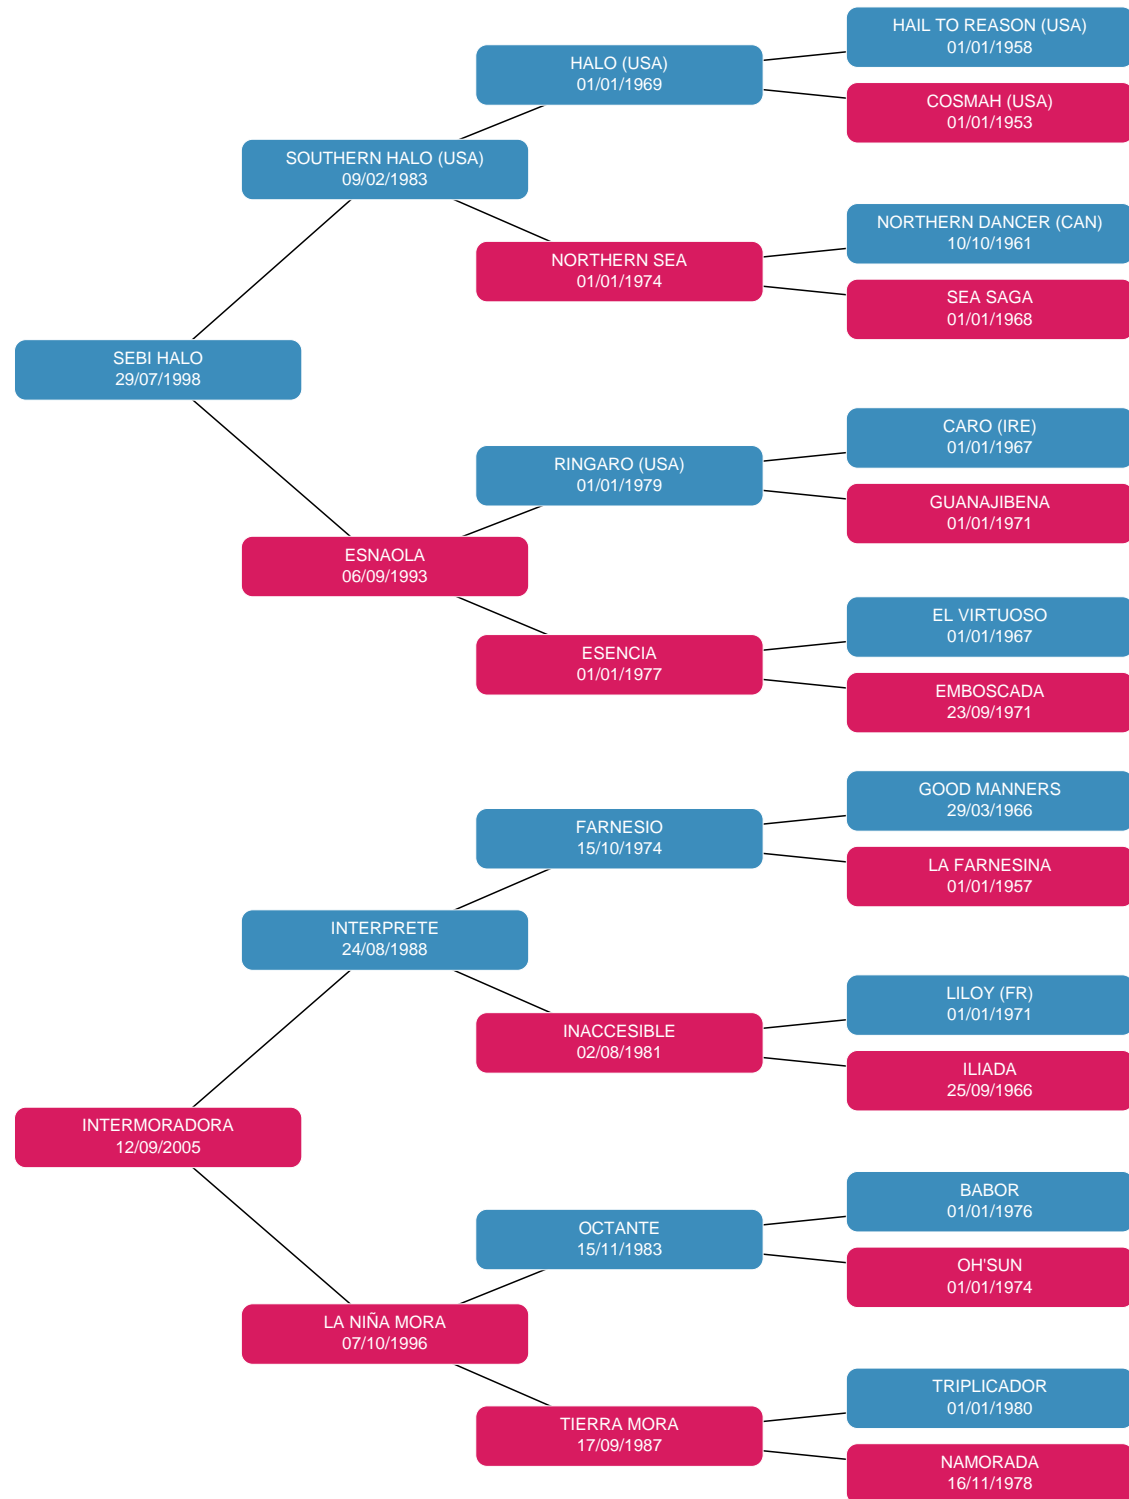 HAIL TO REASON (USA)
01/01/1958
HALO (USA)
01/01/1969
COSMAH (USA)
01/01/1953
SOUTHERN HALO (USA)
09/02/1983
NORTHERN DANCER (CAN)
10/10/1961
NORTHERN SEA
01/01/1974
SEA SAGA
01/01/1968
SEBI HALO
29/07/1998
CARO (IRE)
01/01/1967
RINGARO (USA)
01/01/1979
GUANAJIBENA
01/01/1971
ESNAOLA
06/09/1993
EL VIRTUOSO
01/01/1967
ESENCIA
01/01/1977
EMBOSCADA
23/09/1971
GOOD MANNERS
29/03/1966
FARNESIO
15/10/1974
LA FARNESINA
01/01/1957
INTERPRETE
24/08/1988
LILOY (FR)
01/01/1971
INACCESIBLE
02/08/1981
ILIADA
25/09/1966
INTERMORADORA
12/09/2005
BABOR
01/01/1976
OCTANTE
15/11/1983
OH'SUN
01/01/1974
LA NIÑA MORA
07/10/1996
TRIPLICADOR
01/01/1980
TIERRA MORA
17/09/1987
NAMORADA
16/11/1978